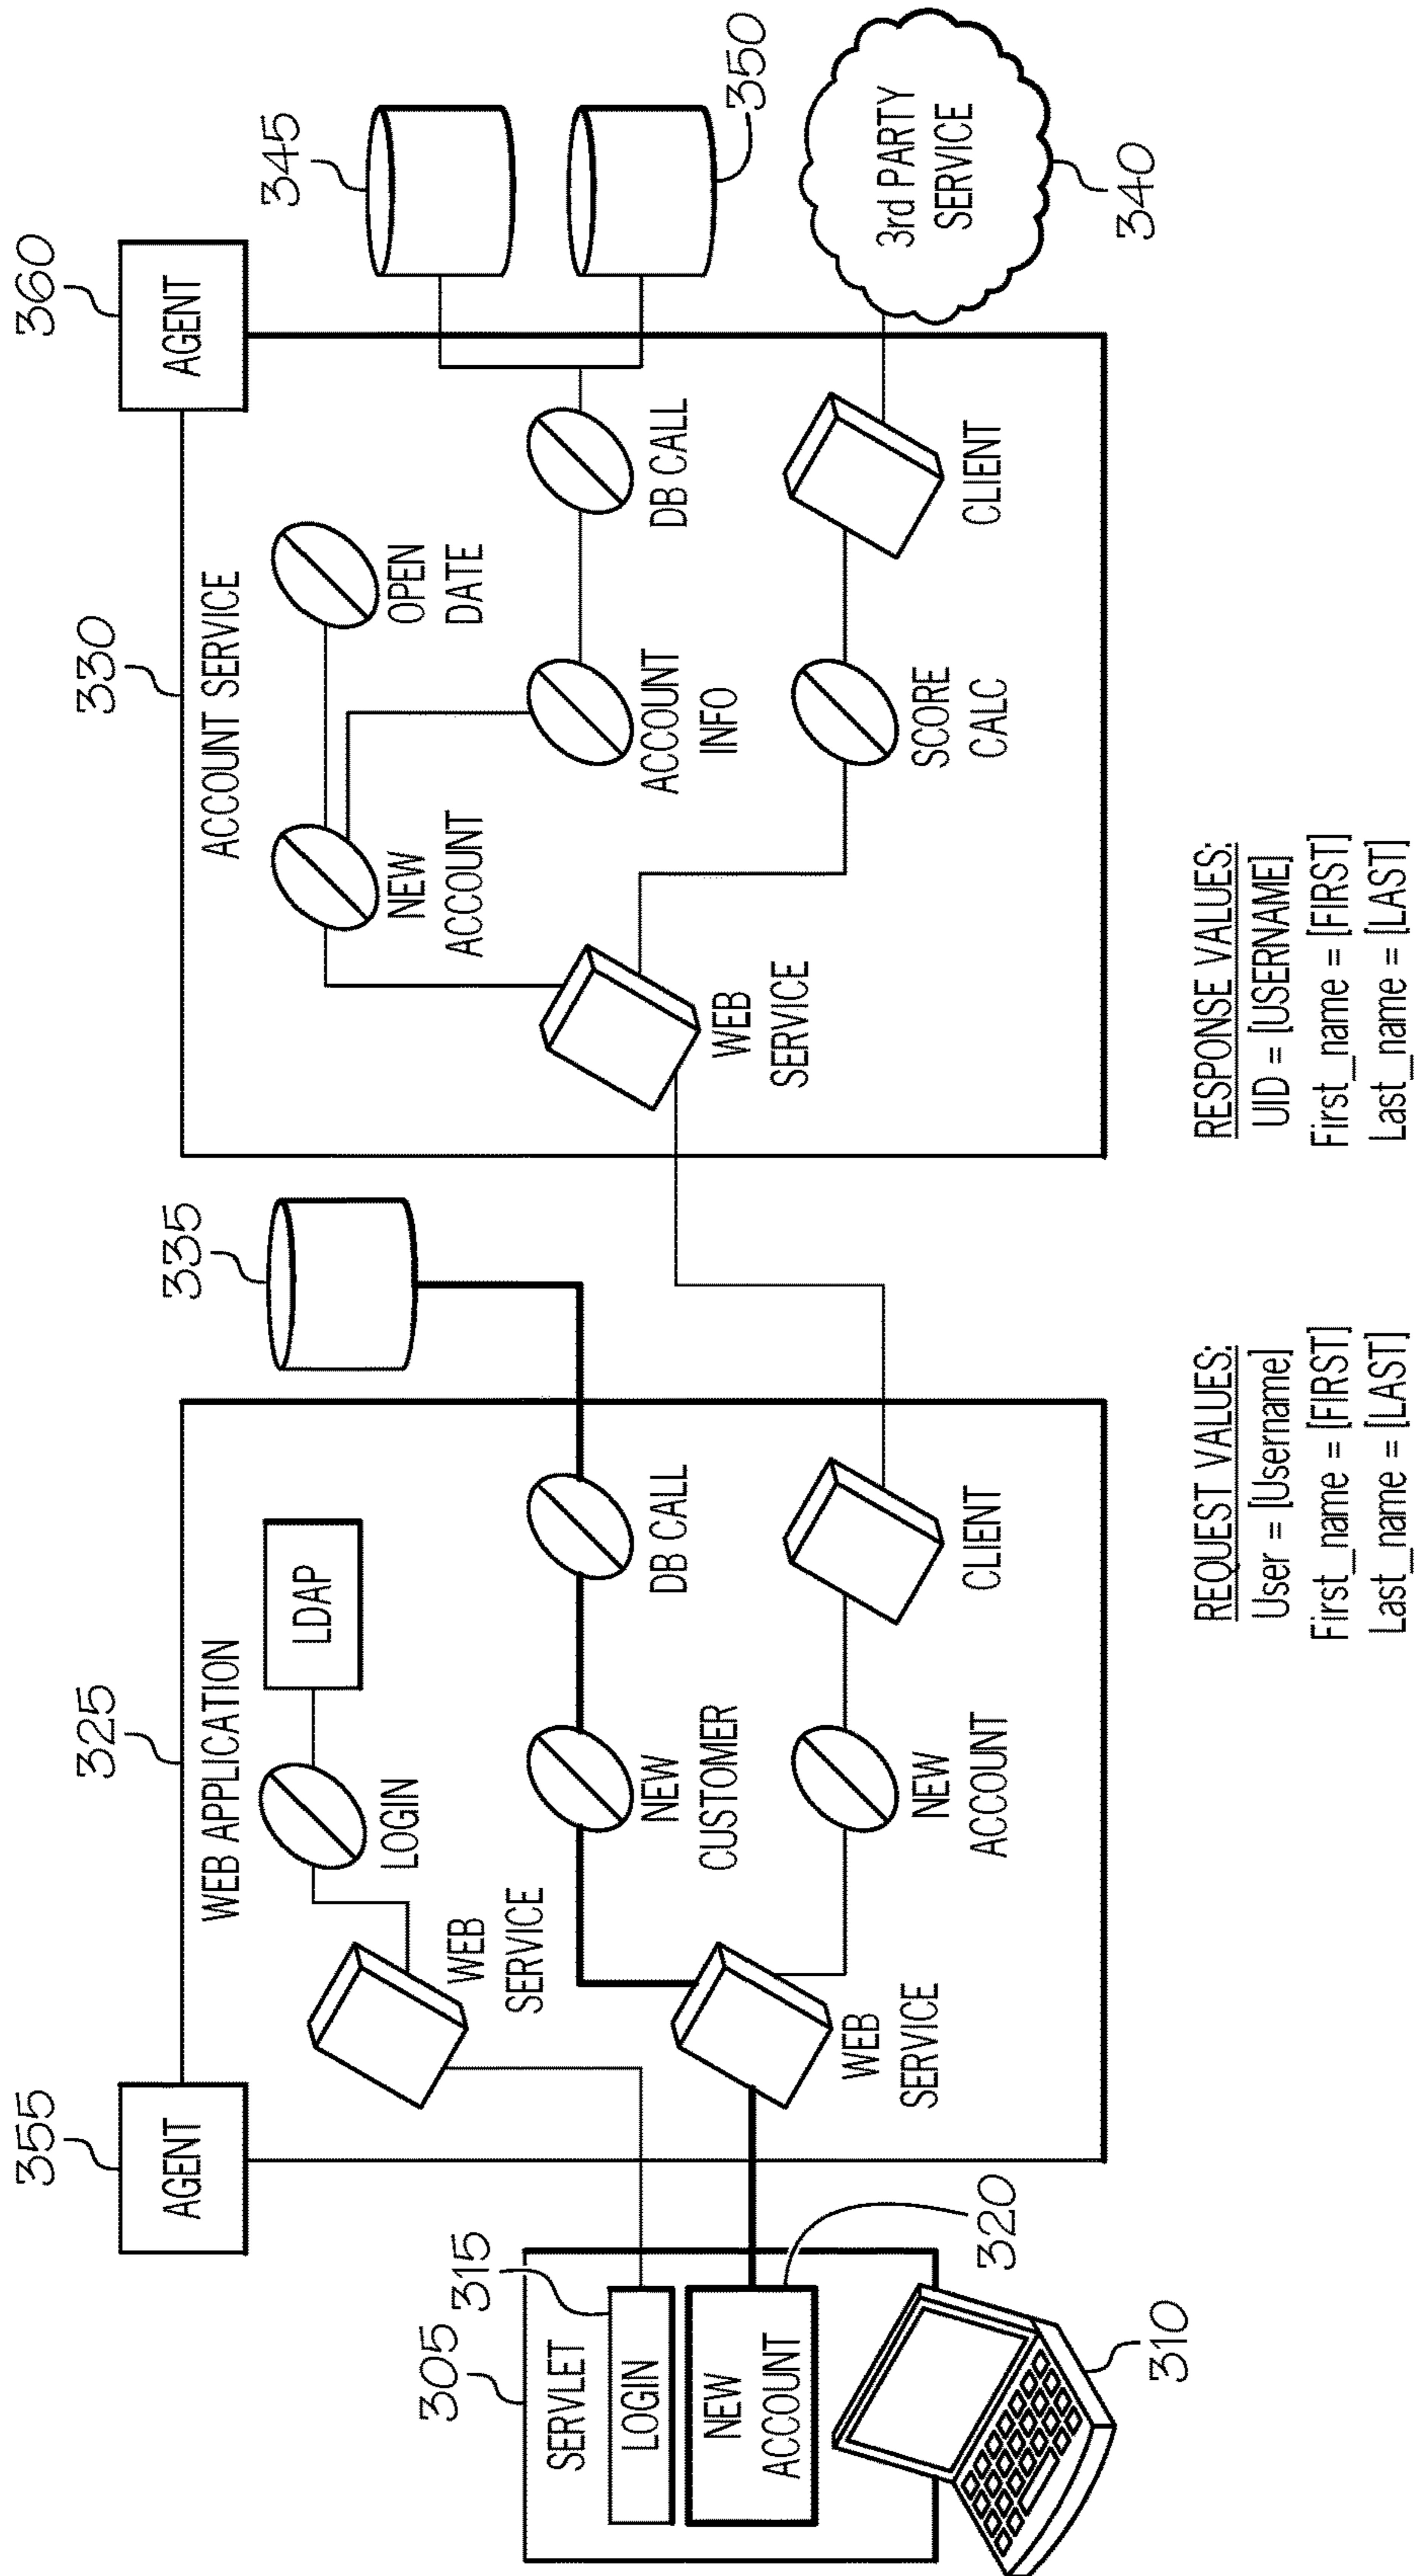 355
AGENT
325
WEB APPLICATION
LOGIN
LDAP
WEB
SERVICE
305
SERVLET
315
LOGIN
NEW
ACCOUNT
320
310
NEW
CUSTOMER
DB CALL
WEB
SERVICE
NEW
ACCOUNT
CLIENT
335
360
AGENT
330
ACCOUNT SERVICE
NEW
ACCOUNT
OPEN
DATE
ACCOUNT
INFO
DB CALL
WEB
SERVICE
SCORE
CALC
CLIENT
345
350
3rd PARTY
SERVICE
340
REQUEST VALUES:
User = [Username]
First_name = [FIRST]
Last_name = [LAST]
RESPONSE VALUES:
UID = [USERNAME]
First_name = [FIRST]
Last_name = [LAST]